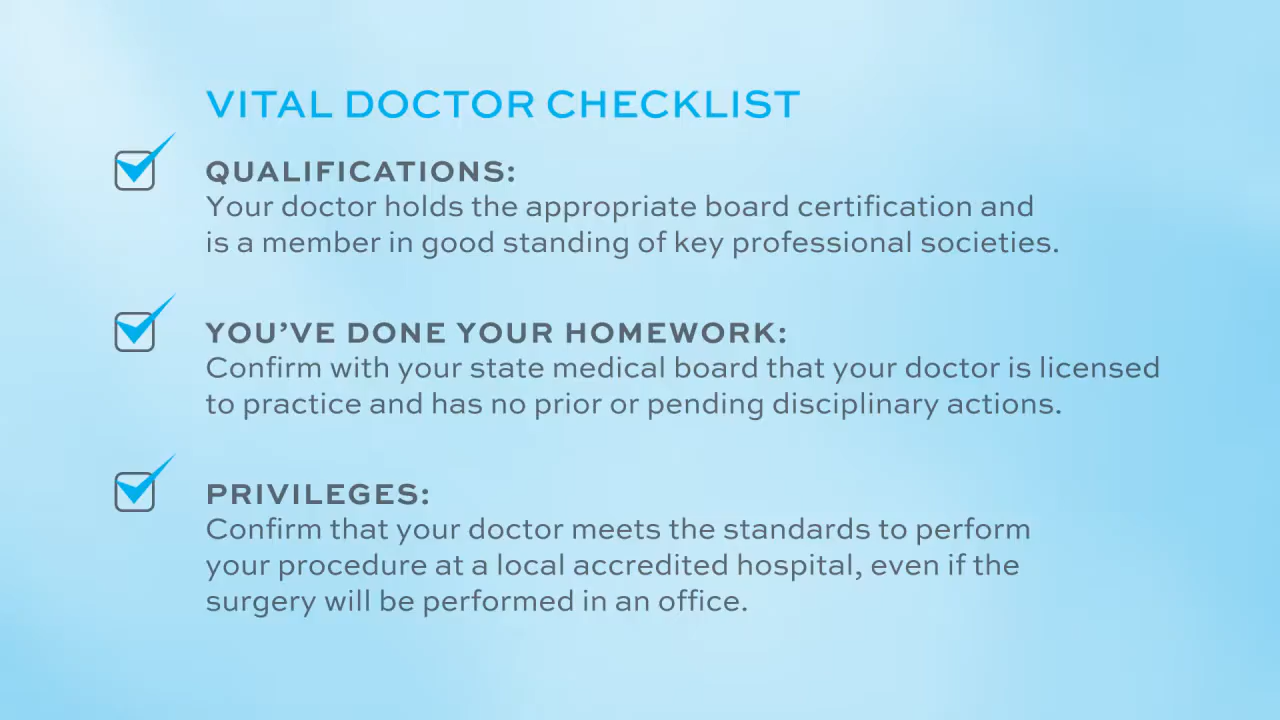 VITAL DOCTOR CHECKLIST
QUALIFICATIONS:
Your doctor holds the appropriate board certification and
is a member in good standing of key professional societies.
YOU’VE DONE YOUR HOMEWORK:
Confirm with your state medical board that your doctor is licensed
to practice and has no prior or pending disciplinary actions.
PRIVILEGES:
Confirm that your doctor meets the standards to perform
your procedure at a local accredited hospital, even if the
surgery will be performed in an office.